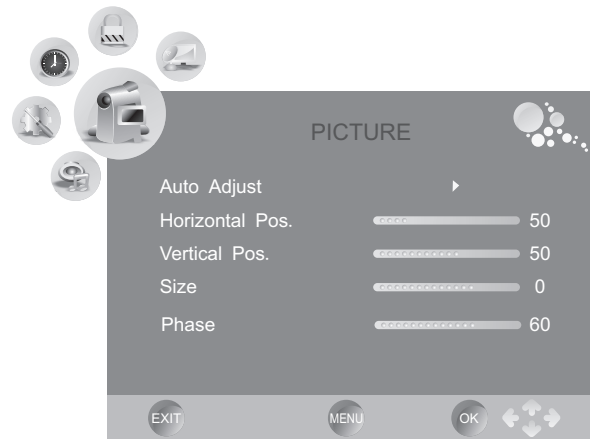 PICTURE
Auto Adjust
Horizontal Pos. 50
Vertical Pos. 50
Size 0
Phase 60
EXIT MENU OK